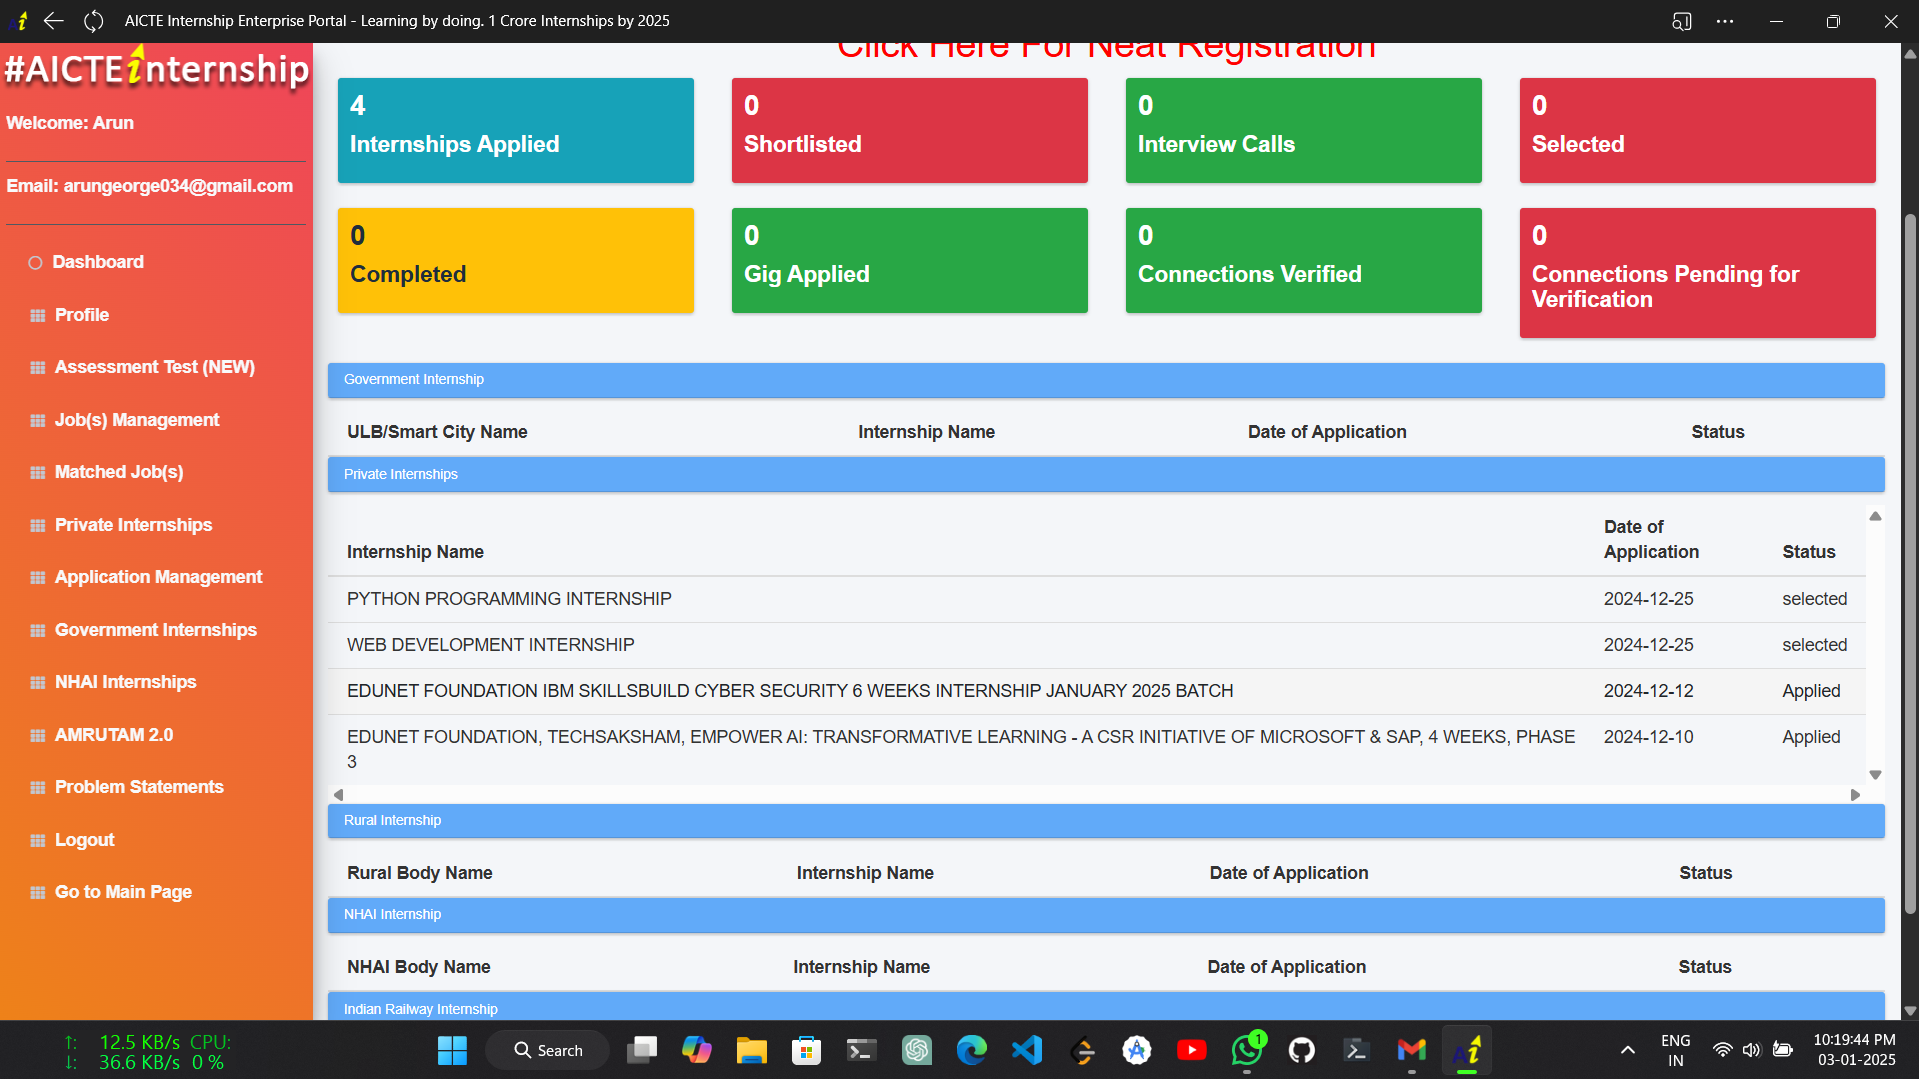 AICTE Internship Enterprise Portal - Learning by doing. 1 Crore Internships by 2025
#AICTEinternship
Welcome: Arun
Email: arungeorge034@gmail.com
Dashboard
Profile
Assessment Test (NEW)
Job(s) Management
Matched Job(s)
Private Internships
Application Management
Government Internships
NHAI Internships
AMRUTAM 2.0
Problem Statements
Logout
Go to Main Page
Click Here For Neat Registration
4
Internships Applied
0
Shortlisted
0
Interview Calls
0
Selected
0
Completed
0
Gig Applied
0
Connections Verified
0
Connections Pending for
Verification
Government Internship
ULB/Smart City Name Internship Name Date of Application Status
Private Internships
Internship Name Date of Application Status
PYTHON PROGRAMMING INTERNSHIP 2024-12-25 selected
WEB DEVELOPMENT INTERNSHIP 2024-12-25 selected
EDUNET FOUNDATION IBM SKILLSBUILD CYBER SECURITY 6 WEEKS INTERNSHIP JANUARY 2025 BATCH 2024-12-12 Applied
EDUNET FOUNDATION, TECHSAKSHAM, EMPOWER AI: TRANSFORMATIVE LEARNING - A CSR INITIATIVE OF MICROSOFT & SAP, 4 WEEKS, PHASE 2024-12-10 Applied
3
Rural Internship
Rural Body Name Internship Name Date of Application Status
NHAI Internship
NHAI Body Name Internship Name Date of Application Status
Indian Railway Internship
↑: 12.5 KB/s CPU:
↓: 36.6 KB/s 0 %
Search
1
ENG
IN
10:19:44 PM
03-01-2025